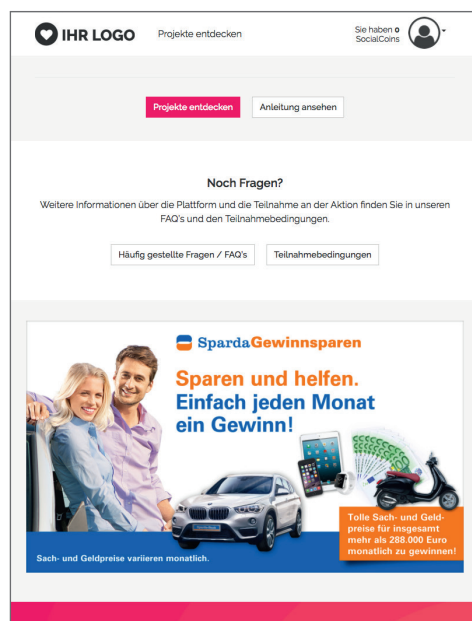 IHR LOGO
Projekte entdecken
Sie haben 0
SocialCoins
Projekte entdecken
Anleitung ansehen
Noch Fragen?
Weitere Informationen über die Plattform und die Teilnahme an der Aktion finden Sie in unseren
FAQ's und den Teilnahmebedingungen.
Häufig gestellte Fragen / FAQ's
Teilnahmebedingungen
SpardaGewinnsparen
Sparen und helfen.
Einfach jeden Monat
ein Gewinn!
Tolle Sach- und Geld-
preise für insgesamt
mehr als 288.000 Euro
monatlich zu gewinnen!
Sach- und Geldpreise variieren monatlich.